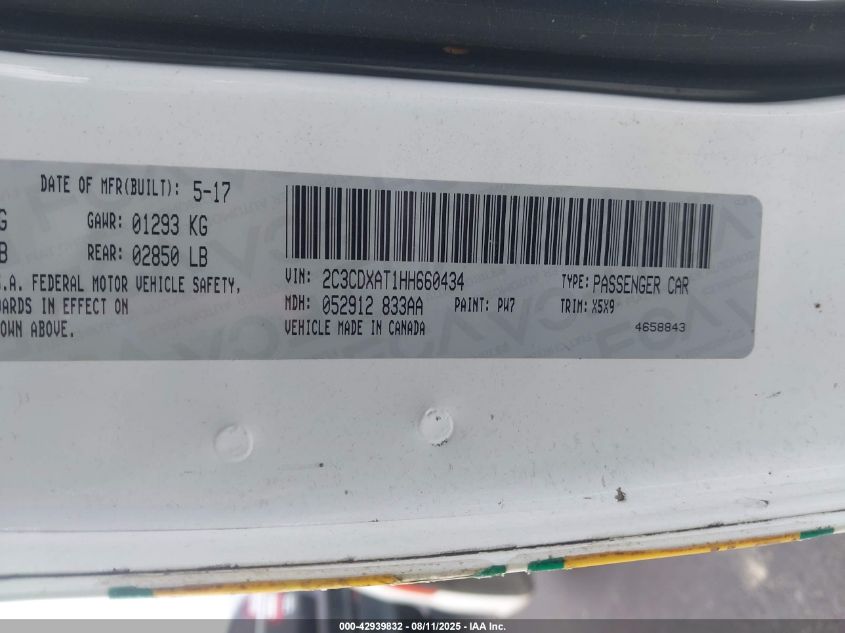 DATE OF MFR(BUILT): 5-17
G GAWR: 01293 KG
B REAR: 02850 LB
S.A. FEDERAL MOTOR VEHICLE SAFETY,
DARDS IN EFFECT ON
OWN ABOVE.
VIN: 2C3CDXAT1HH660434 TYPE: PASSENGER CAR
MDH: 052912 833AA PAINT: PW7 TRIM: X5X9
VEHICLE MADE IN CANADA 4658843
000-42939832 - 08/11/2025 - IAA Inc.